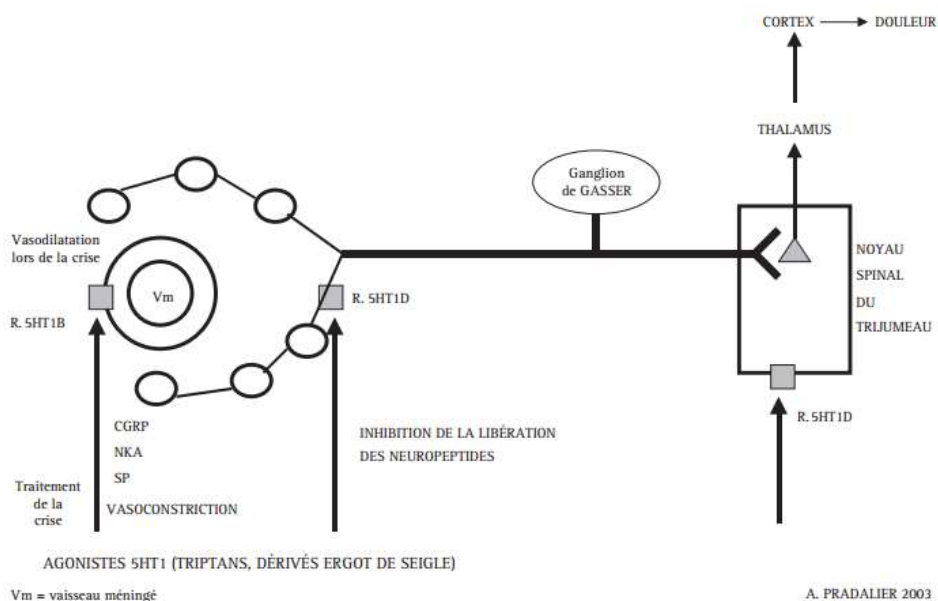 CORTEX DOULEUR
THALAMUS
Ganglion
de GASSER
Vasodilatation
lors de la crise
Vm
R. 5HT1B
R. 5HT1D
NOYAU
SPINAL
DU
TRIJUMEAU
R. 5HT1D
CGRP
NKA
SP
INHIBITION DE LA LIBÉRATION
DES NEUROPEPTIDES
Traitement
de la
crise
VASOCONSTRICTION
AGONISTES 5HT1 (TRIPTANS, DÉRIVÉS ERGOT DE SEIGLE)
Vm = vaisseau méningé
A. PRADALIER 2003